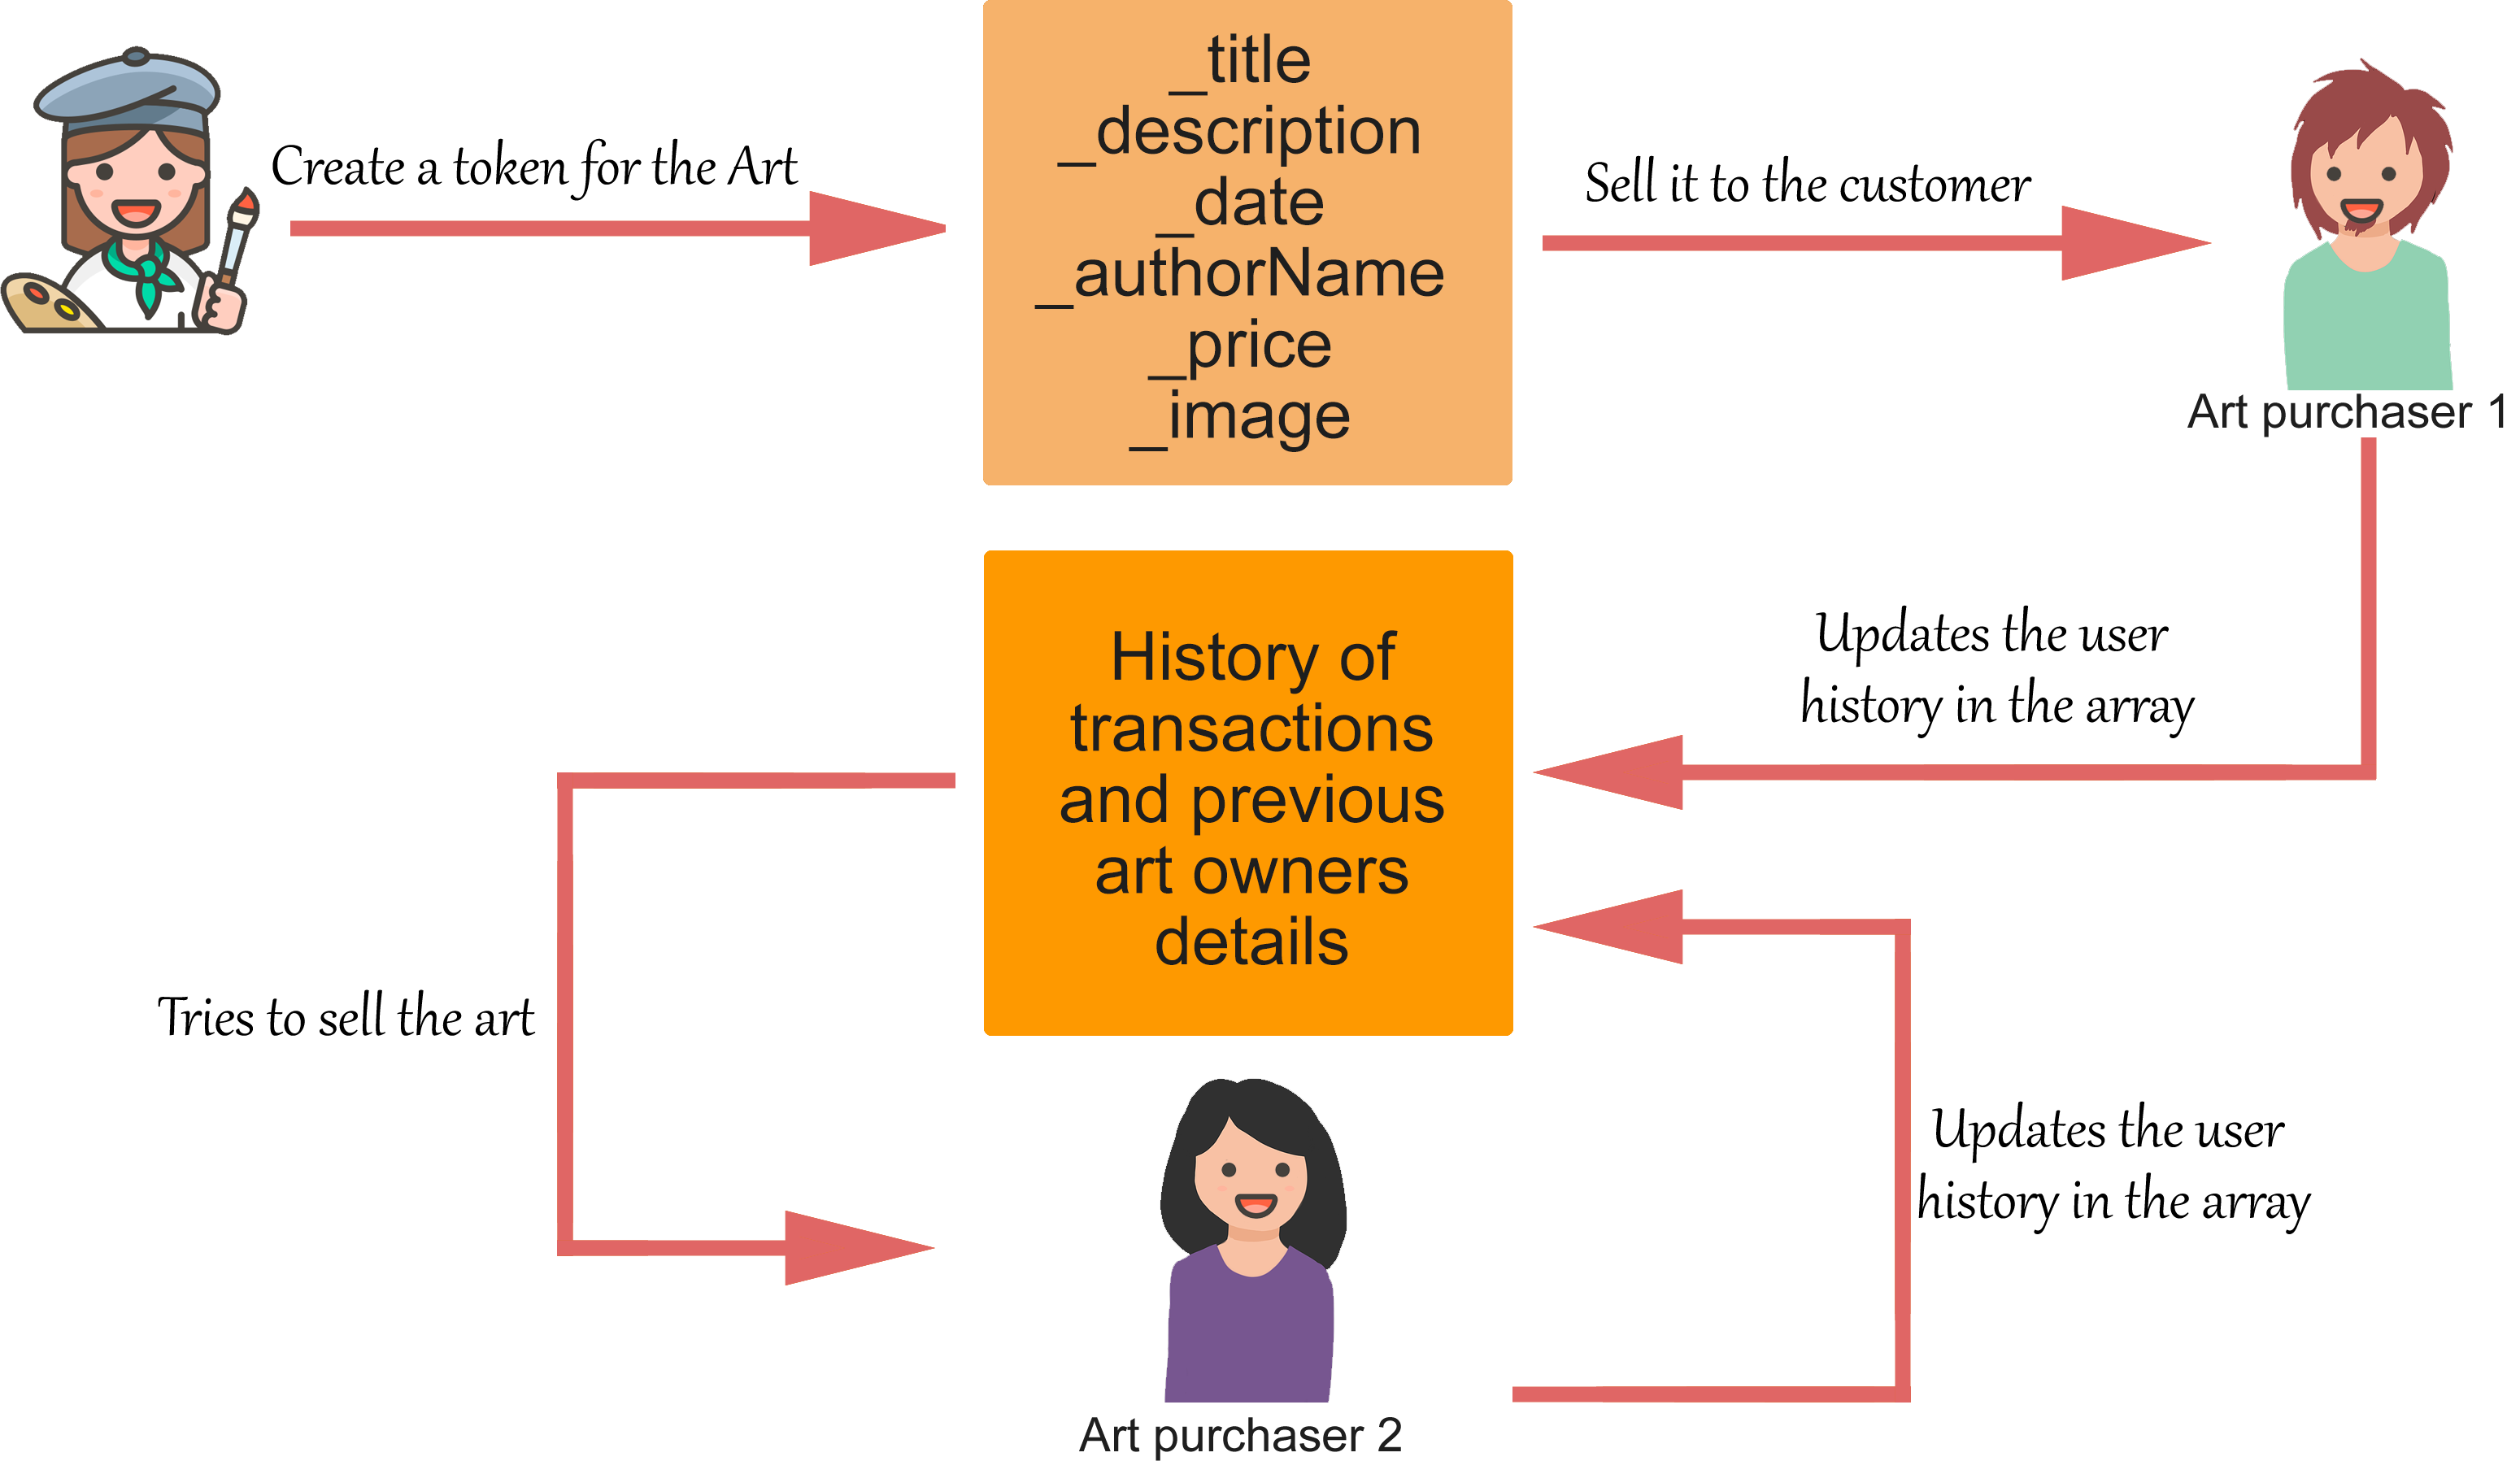 Create a token for the Art
_title
_description
_date
_authorName
_price
_image
Sell it to the customer
Art purchaser 1
Updates the user
history in the array
History of
transactions
and previous
art owners
details
Tries to sell the art
Updates the user
history in the array
Art purchaser 2